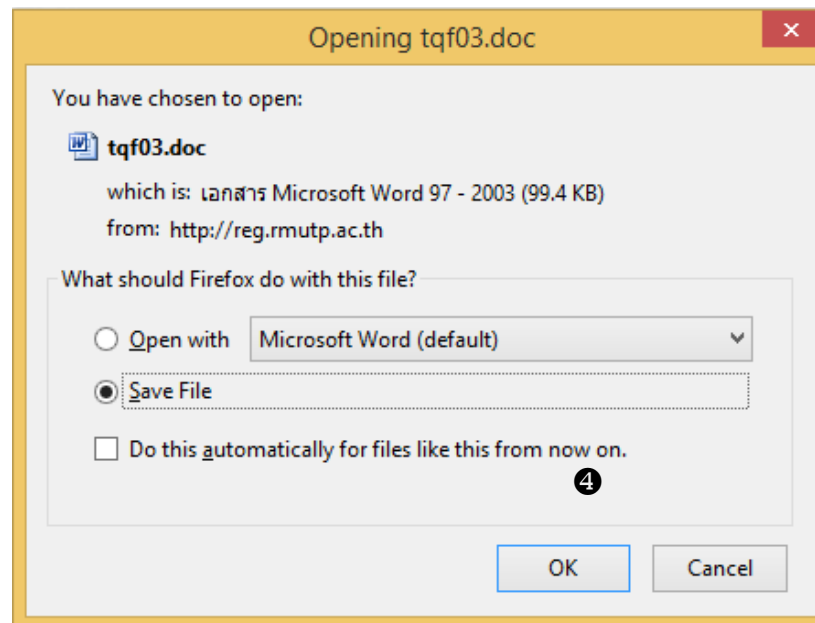 Opening tqf03.doc
You have chosen to open:
tqf03.doc
which is: เอกสาร Microsoft Word 97 - 2003 (99.4 KB)
from: http://reg.rmutp.ac.th
What should Firefox do with this file?
Open with Microsoft Word (default)
Save File
Do this automatically for files like this from now on.
❹
OK Cancel